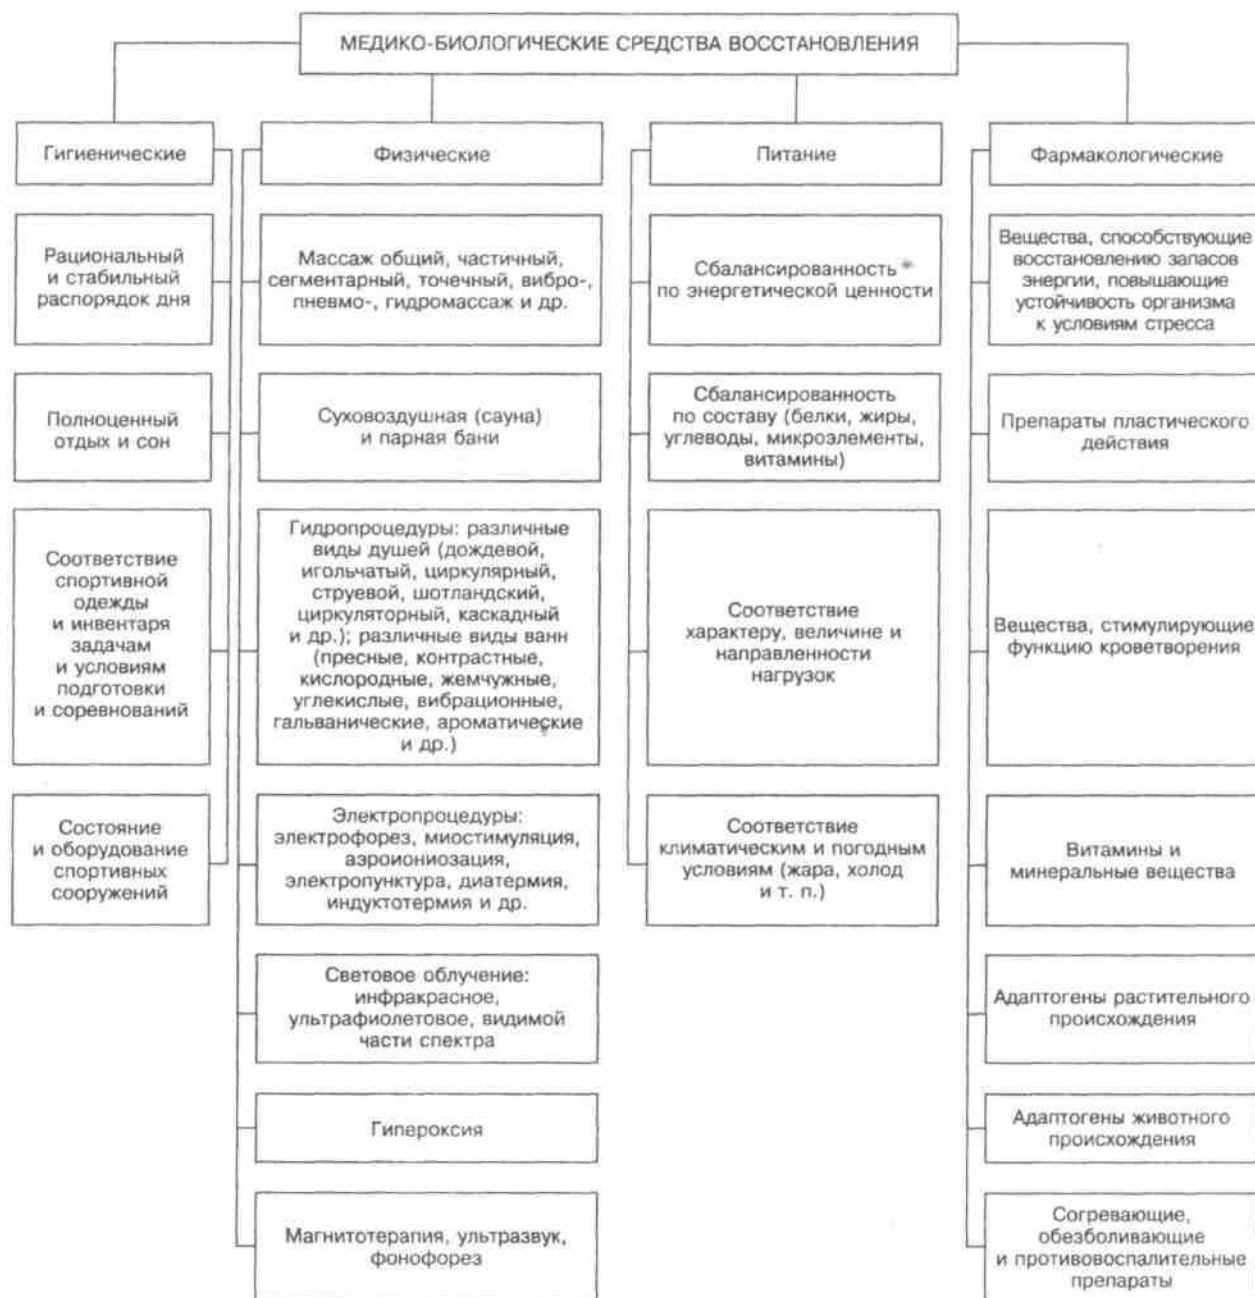 МЕДИКО-БИОЛОГИЧЕСКИЕ СРЕДСТВА ВОССТАНОВЛЕНИЯ
Гигиенические
Рациональный
и стабильный
распорядок дня
Полноценный
отдых и сон
Соответствие
спортивной
одежды
и инвентаря
задачам
и условиям
подготовки
и соревнований
Состояние
и оборудование
спортивных
сооружений
Физические
Массаж общий, частичный,
сегментарный, точечный, вибро-,
пневмо-, гидромассаж и др.
Суховоздушная (сауна)
и парная бани
Гидропроцедуры: различные
виды душей (дождевой,
игольчатый, циркулярный,
струевой, шотландский,
циркуляторный, каскадный
и др.); различные виды ванн
(пресные, контрастные,
кислородные, жемчужные,
углекислые, вибрационные,
гальванические, ароматические
и др.)
Электропроцедуры:
электрофорез, миостимуляция,
аэроиониозация,
электропунктура, диатермия,
индуктотермия и др.
Световое облучение:
инфракрасное,
ультрафиолетовое, видимой
части спектра
Гипероксия
Магнитотерапия, ультразвук,
фонофорез
Питание
Сбалансированность
по энергетической ценности
Сбалансированность
по составу (белки, жиры,
углеводы, микроэлементы,
витамины)
Соответствие
характеру, величине и
направленности
нагрузок
Соответствие
климатическим и погодным
условиям (жара, холод
и т. п.)
Фармакологические
Вещества, способствующие
восстановлению запасов
энергии, повышающие
устойчивость организма
к условиям стресса
Препараты пластического
действия
Вещества, стимулирующие
функцию кроветворения
Витамины и
минеральные вещества
Адаптогены растительного
происхождения
Адаптогены животного
происхождения
Согревающие,
обезболивающие
и противовоспалительные
препараты